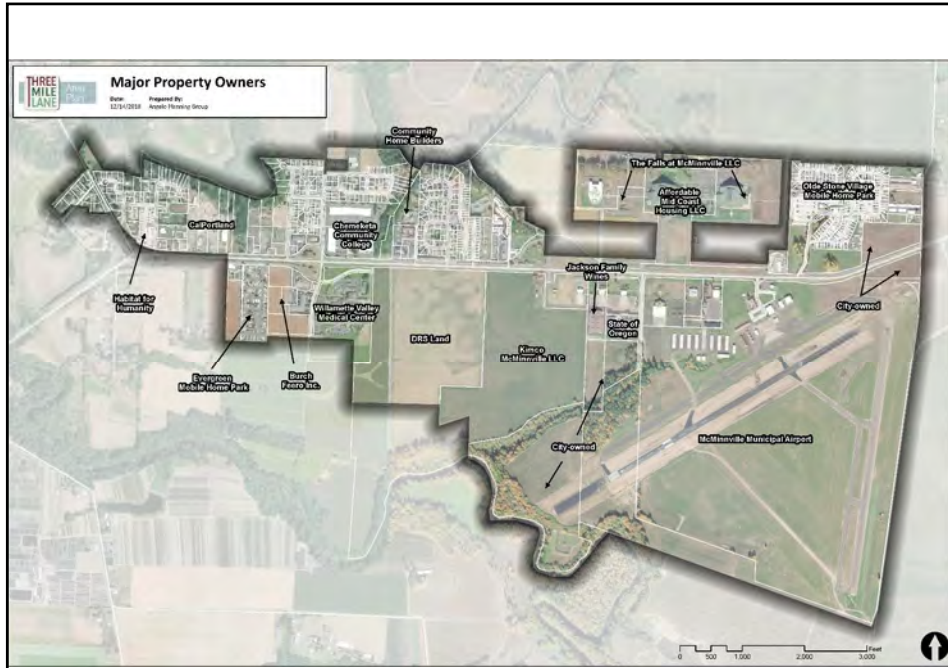 THREE
MILE
LANE
Area
Plan
Major Property Owners
Date:
Prepared By:
12/14/2018
Angelo Planning Group
Community
Home Builders
The Falls at McMinnville LLC
Affordable
Mid Coast
Housing LLC
Olde Stone Village
Mobile Home Park
CalPortland
Chemeketa
Community
College
Habitat for
Humanity
Jackson Family
Wines
City-owned
Willamette Valley
Medical Center
DRS Land
State of
Oregon
Kimco
McMinnville LLC
Evergreen
Mobile Home Park
Burch
Feero Inc.
City-owned
McMinnville Municipal Airport
Feet
0 500 1,000 2,000 3,000